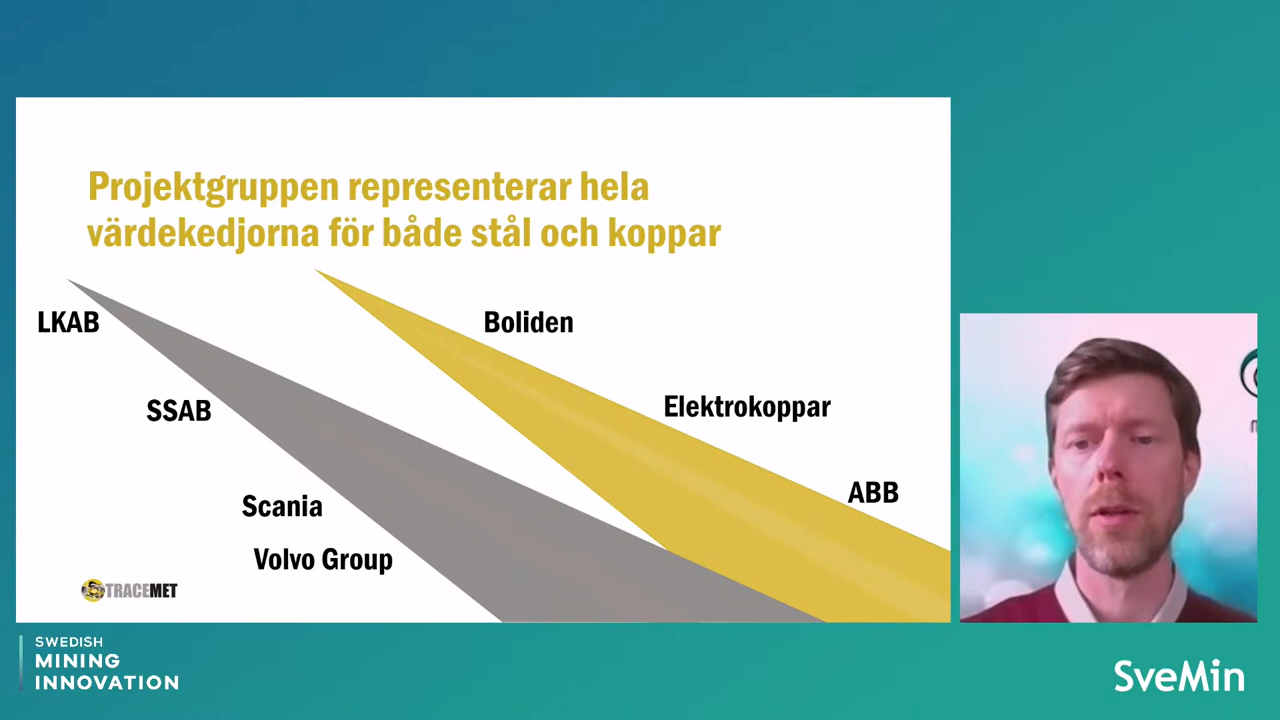 Projektgruppen representerar hela
värdekedjorna för både stål och koppar
LKAB
Boliden
SSAB
Elektrokoppar
ABB
Scania
Volvo Group
TRACEMET
SWEDISH
MINING
INNOVATION
SveMin